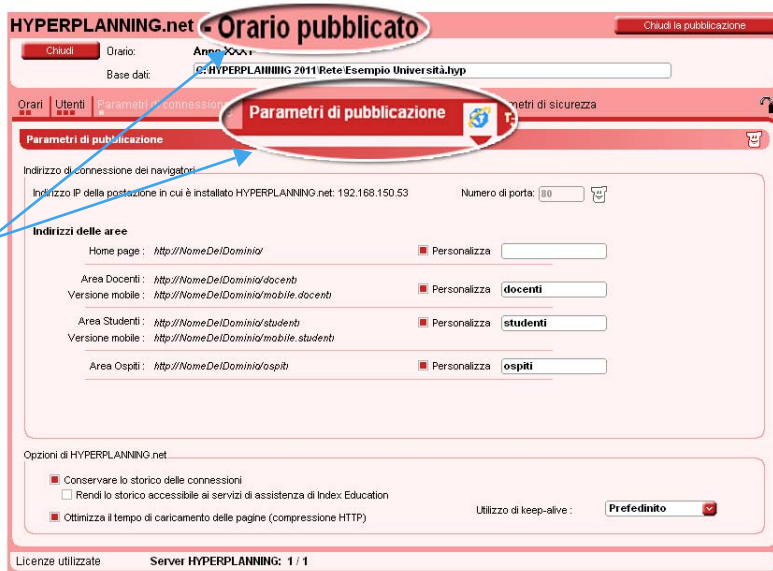 HYPERPLANNING.net - Orario pubblicato
Chiudi la pubblicazione
Chiudi
Orario:
Base dati:
C:\HYPERPLANNING 2011\Rete\Esempio Università.hyp
Orari
Utenti
Parametri di connessione
Parametri di pubblicazione
metri di sicurezza
Parametri di pubblicazione
Indirizzo di connessione dei navigatori
Indirizzo IP della postazione in cui è installato HYPERPLANNING.net: 192.168.150.53
Numero di porta: 80
Indirizzi delle aree
Home page : http://NomeDelDominio/
Personalizza
Area Docenti : http://NomeDelDominio/docenti
Versione mobile : http://NomeDelDominio/mobile.docenti
Personalizza docenti
Area Studenti : http://NomeDelDominio/studenti
Versione mobile : http://NomeDelDominio/mobile.studenti
Personalizza studenti
Area Ospiti : http://NomeDelDominio/ospiti
Personalizza ospiti
Opzioni di HYPERPLANNING.net
Conservare lo storico delle connessioni
Rendi lo storico accessibile ai servizi di assistenza di Index Education
Ottimizza il tempo di caricamento delle pagine (compressione HTTP)
Utilizzo di keep-alive : Prefedinito
Licenze utilizzate
Server HYPERPLANNING: 1 / 1